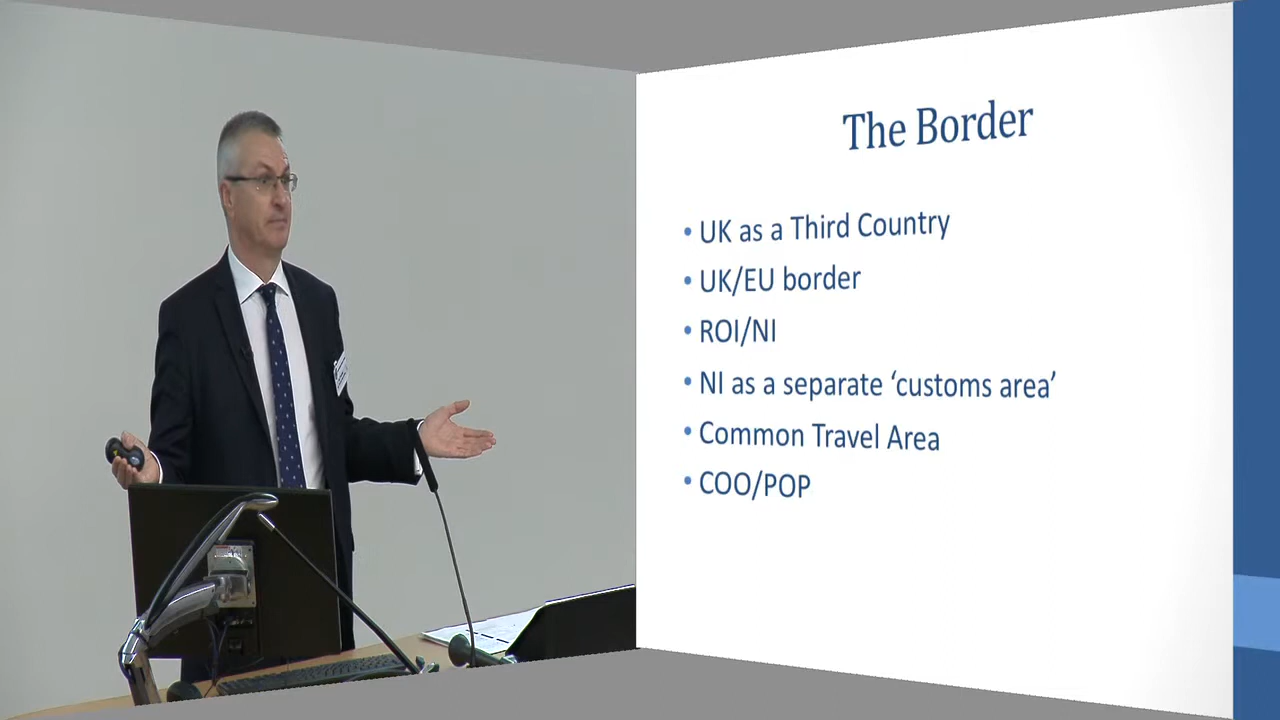 The Border
• UK as a Third Country
• UK/EU border
• ROI/NI
• NI as a separate ‘customs area’
• Common Travel Area
• COO/POP